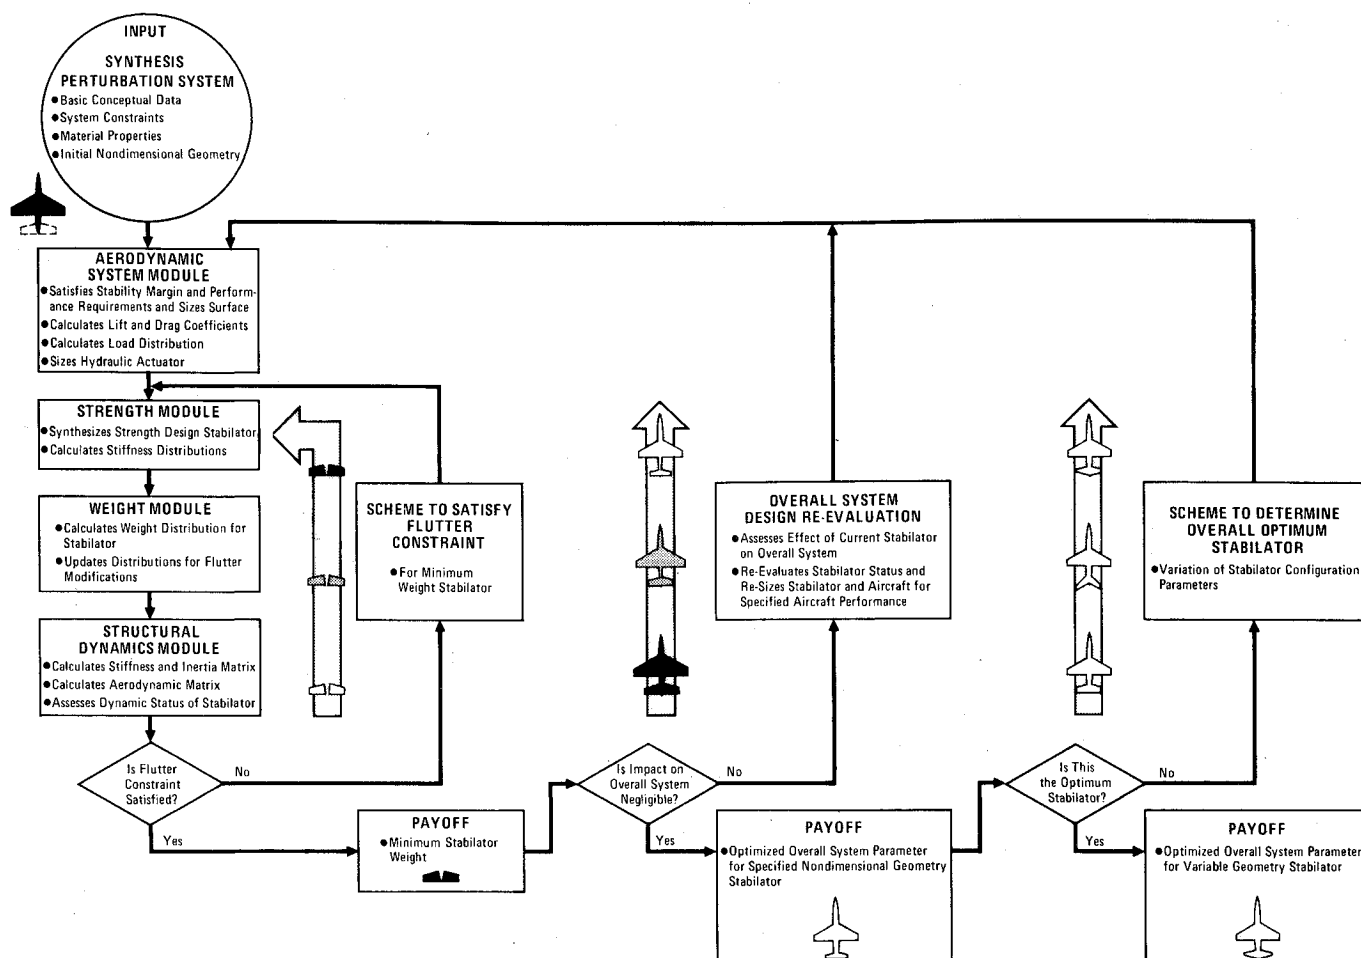 INPUT
SYNTHESIS
PERTURBATION SYSTEM
●Basic Conceptual Data
●System Constraints
●Material Properties
●Initial Nondimensional Geometry
AERODYNAMIC
SYSTEM MODULE
●Satisfies Stability Margin and Perform-
ance Requirements and Sizes Surface
●Calculates Lift and Drag Coefficients
●Calculates Load Distribution
●Sizes Hydraulic Actuator
STRENGTH MODULE
●Synthesizes Strength Design Stabilator
●Calculates Stiffness Distributions
WEIGHT MODULE
●Calculates Weight Distribution for
Stabilator
●Updates Distributions for Flutter
Modifications
STRUCTURAL
DYNAMICS MODULE
●Calculates Stiffness and Inertia Matrix
●Calculates Aerodynamic Matrix
●Assesses Dynamic Status of Stabilator
Is Flutter
Constraint
Satisfied?
No
Yes
SCHEME TO SATISFY
FLUTTER
CONSTRAINT
●For Minimum
Weight Stabilator
PAYOFF
●Minimum Stabilator
Weight
Is Impact on
Overall System
Negligible?
No
Yes
OVERALL SYSTEM
DESIGN RE-EVALUATION
●Assesses Effect of Current Stabilator
on Overall System
●Re-Evaluates Stabilator Status and
Re-Sizes Stabilator and Aircraft for
Specified Aircraft Performance
PAYOFF
●Optimized Overall System Parameter
for Specified Nondimensional Geometry
Stabilator
Is This
the Optimum
Stabilator?
No
Yes
SCHEME TO DETERMINE
OVERALL OPTIMUM
STABILATOR
●Variation of Stabilator Configuration
Parameters
PAYOFF
●Optimized Overall System Parameter
for Variable Geometry Stabilator